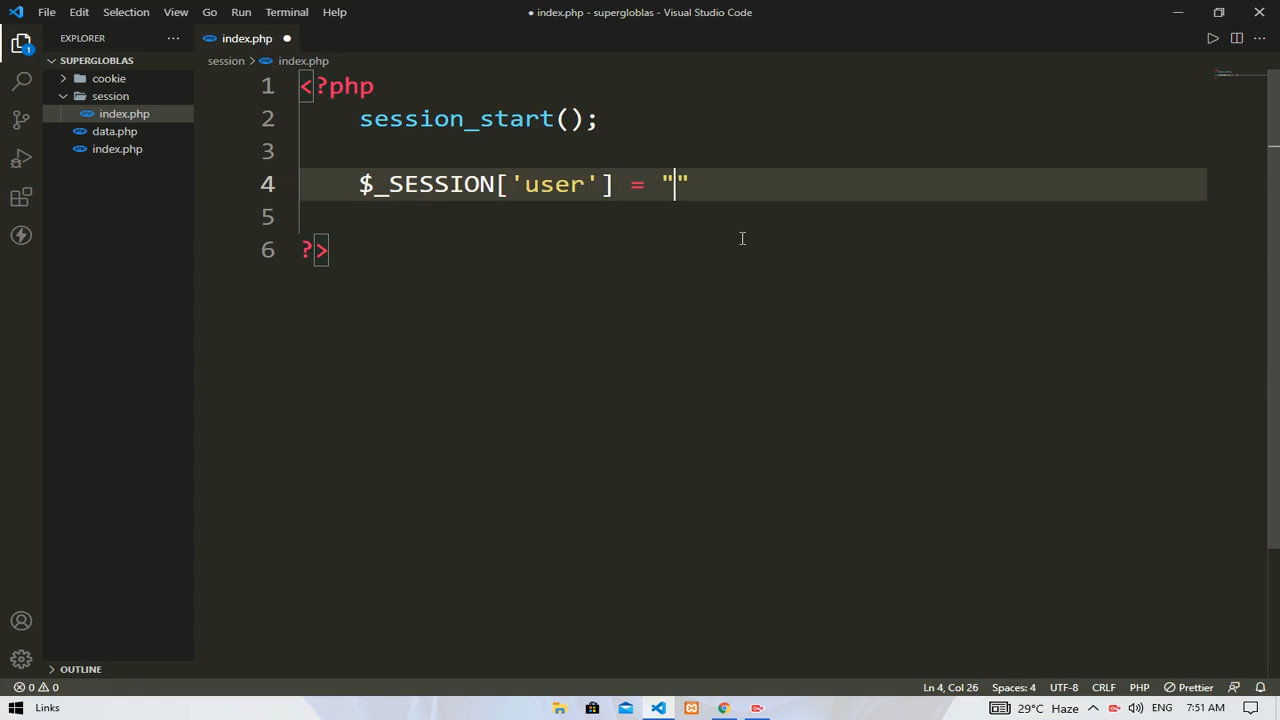 File Edit Selection View Go Run Terminal Help
● index.php - supergloblas - Visual Studio Code
EXPLORER
index.php
SUPERGLOBLAS
session > index.php
cookie
session
index.php
data.php
index.php
1 <?php
2 session_start();
3
4 $_SESSION['user'] = ""
5
6 ?>
1
OUTLINE
0 0
Ln 4, Col 26 Spaces: 4 UTF-8 CRLF PHP Prettier
Links
29°C Haze ENG 7:51 AM